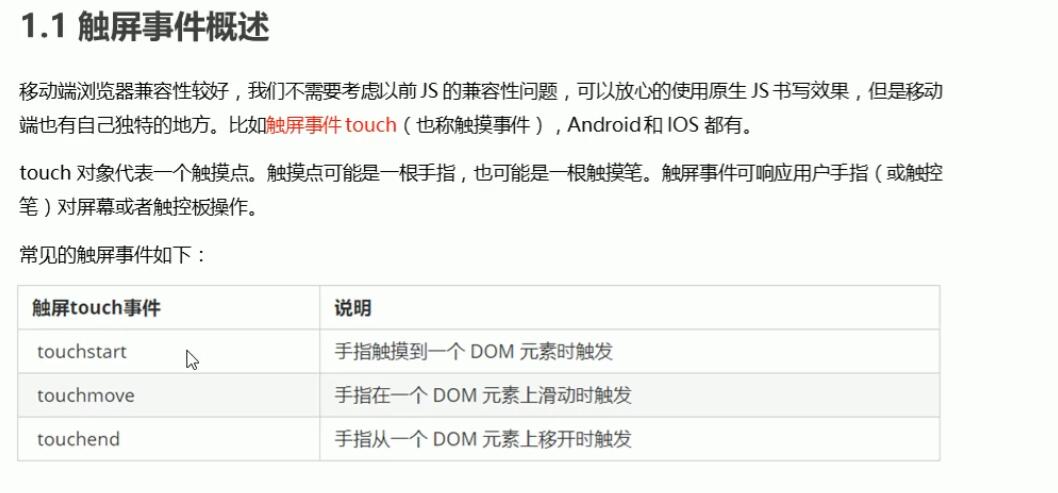 1.1 触屏事件概述
移动端浏览器兼容性较好，我们不需要考虑以前 JS 的兼容性问题，可以放心的使用原生 JS 书写效果，但是移动
端也有自己独特的地方。比如触屏事件 touch（也称触摸事件），Android 和 IOS 都有。
touch 对象代表一个触摸点。触摸点可能是一根手指，也可能是一根触摸笔。触屏事件可响应用户手指（或触控
笔）对屏幕或者触控板操作。
常见的触屏事件如下：
触屏touch事件 说明
touchstart 手指触摸到一个 DOM 元素时触发
touchmove 手指在一个 DOM 元素上滑动时触发
touchend 手指从一个 DOM 元素上移开时触发